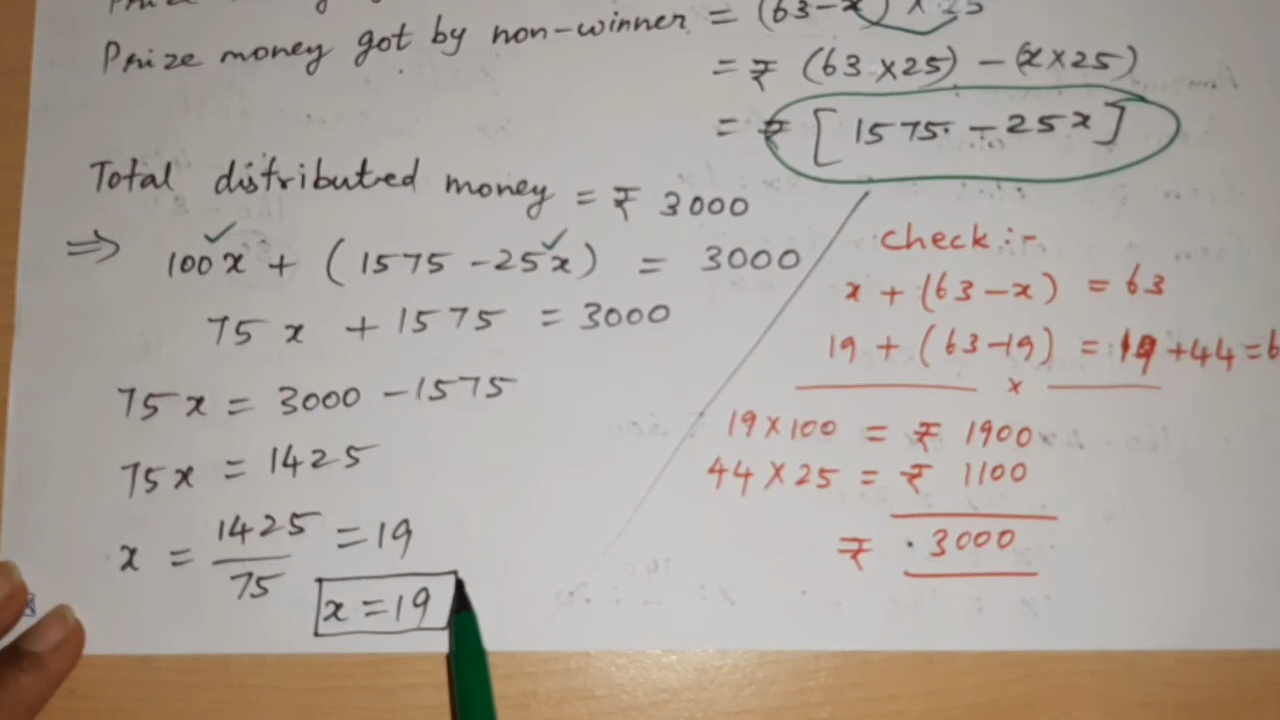 Prize
Prize money got by non-winner = (63-x) × 25
= ₹ (63×25) - (x×25)
= ₹ [1575 - 25x]
Total distributed money = ₹ 3000
⇒ 100x + (1575 - 25x) = 3000
75x + 1575 = 3000
75x = 3000 - 1575
75x = 1425
x = 1425/75 = 19
x = 19
Check :-
x + (63-x) = 63
19 + (63-19) = 19 + 44 = 6
x
19 × 100 = ₹ 1900
44 × 25 = ₹ 1100
₹ 3000